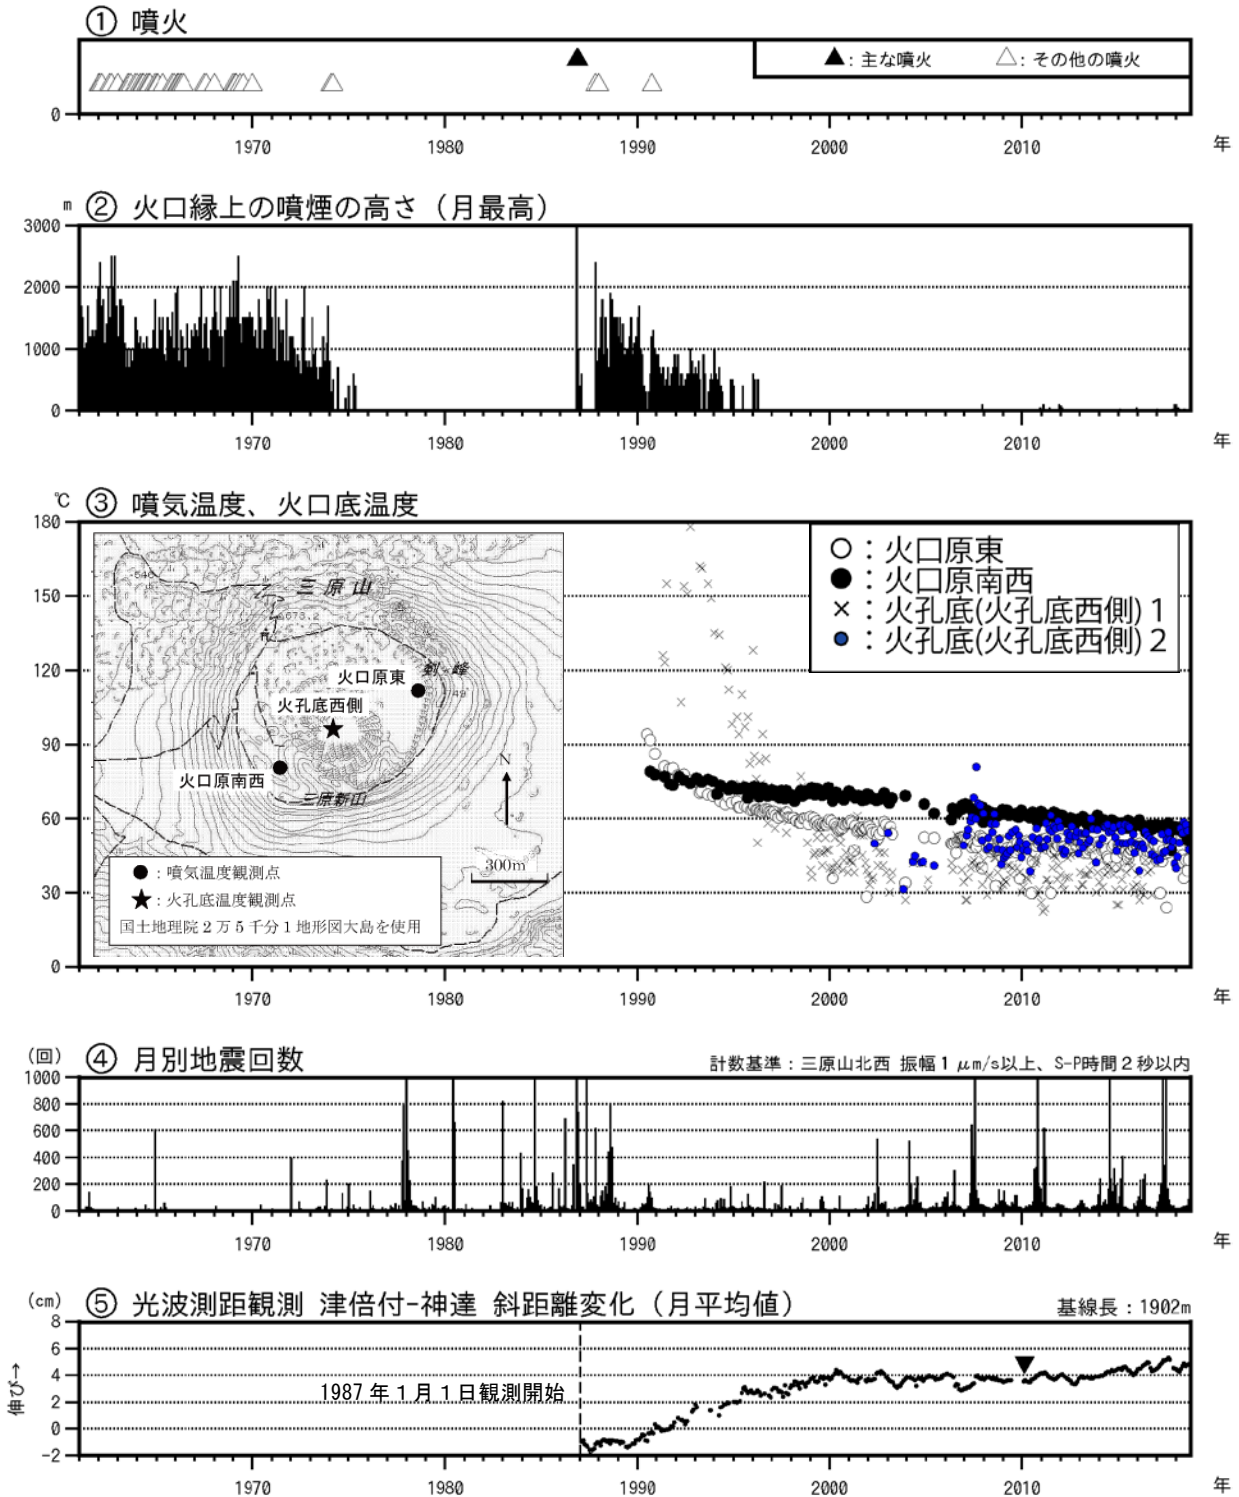 ① 噴火
▲：主な噴火 △：その他の噴火
0
1970 1980 1990 2000 2010 年
m ② 火口縁上の噴煙の高さ（月最高）
3000
2000
1000
0
1970 1980 1990 2000 2010 年
℃ ③ 噴気温度、火口底温度
180
150
120
90
60
30
0
○：火口原東
●：火口原南西
×：火孔底(火孔底西側)1
●：火孔底(火孔底西側)2
三原山
剣ヶ峰
火口原東
火孔底西側
火口原南西
三原新山
N
300m
●：噴気温度観測点
★：火孔底温度観測点
国土地理院２万５千分１地形図大島を使用
1970 1980 1990 2000 2010 年
(回) ④ 月別地震回数
計数基準：三原山北西 振幅１μm/s以上、S-P時間２秒以内
1000
800
600
400
200
0
1970 1980 1990 2000 2010 年
(cm) ⑤ 光波測距観測 津倍付-神達 斜距離変化（月平均値）
基線長：1902m
8
6
4
2
0
-2
伸び→
1987年１月１日観測開始
1970 1980 1990 2000 2010 年